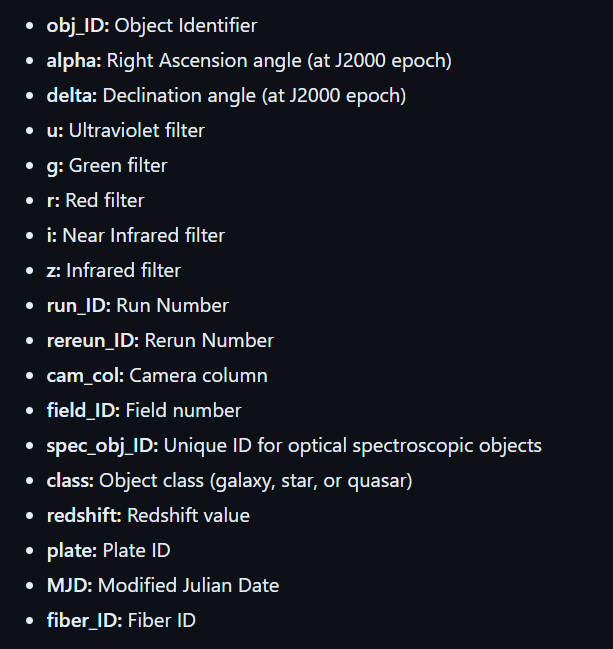 obj_ID: Object Identifier
alpha: Right Ascension angle (at J2000 epoch)
delta: Declination angle (at J2000 epoch)
u: Ultraviolet filter
g: Green filter
r: Red filter
i: Near Infrared filter
z: Infrared filter
run_ID: Run Number
rereun_ID: Rerun Number
cam_col: Camera column
field_ID: Field number
spec_obj_ID: Unique ID for optical spectroscopic objects
class: Object class (galaxy, star, or quasar)
redshift: Redshift value
plate: Plate ID
MJD: Modified Julian Date
fiber_ID: Fiber ID